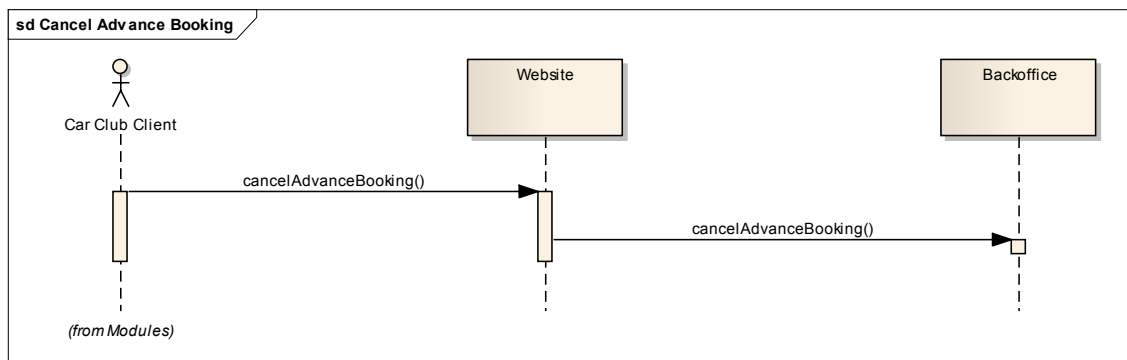 sd Cancel Advance Booking
Website
Backoffice
Car Club Client
cancelAdvanceBooking()
cancelAdvanceBooking()
(from Modules)